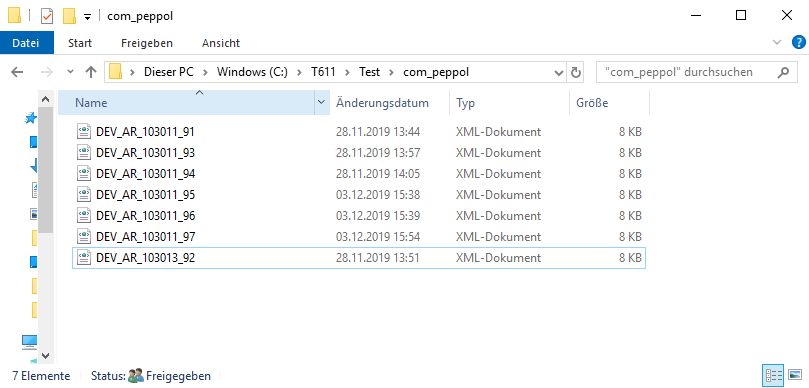 com_peppol
Datei Start Freigeben Ansicht
Dieser PC Windows (C:) T611 Test com_peppol "com_peppol" durchsuchen
Name Änderungsdatum Typ Größe
DEV_AR_103011_91 28.11.2019 13:44 XML-Dokument 8 KB
DEV_AR_103011_93 28.11.2019 13:57 XML-Dokument 8 KB
DEV_AR_103011_94 28.11.2019 14:05 XML-Dokument 8 KB
DEV_AR_103011_95 03.12.2019 15:38 XML-Dokument 8 KB
DEV_AR_103011_96 03.12.2019 15:39 XML-Dokument 8 KB
DEV_AR_103011_97 03.12.2019 15:54 XML-Dokument 8 KB
DEV_AR_103013_92 28.11.2019 13:51 XML-Dokument 8 KB
7 Elemente Status: Freigegeben